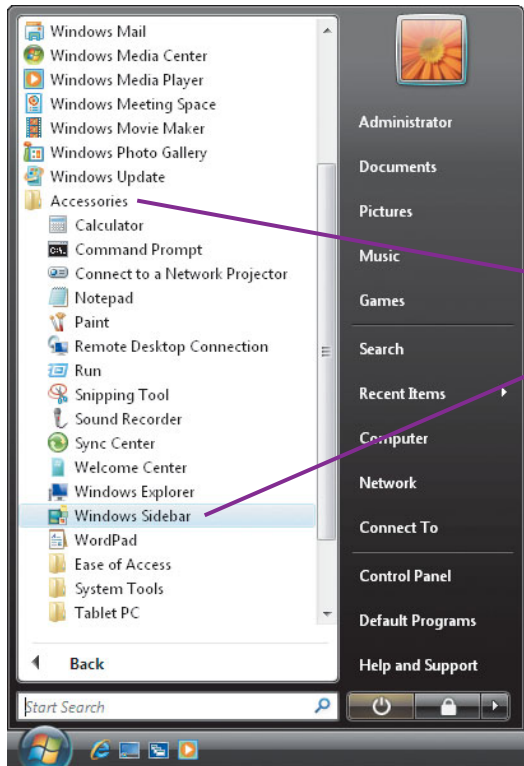 Windows Mail
Windows Media Center
Windows Media Player
Windows Meeting Space
Windows Movie Maker
Windows Photo Gallery
Windows Update
Accessories
Calculator
Command Prompt
Connect to a Network Projector
Notepad
Paint
Remote Desktop Connection
Run
Snipping Tool
Sound Recorder
Sync Center
Welcome Center
Windows Explorer
Windows Sidebar
WordPad
Ease of Access
System Tools
Tablet PC
Back
Start Search
Administrator
Documents
Pictures
Music
Games
Search
Recent Items
Computer
Network
Connect To
Control Panel
Default Programs
Help and Support